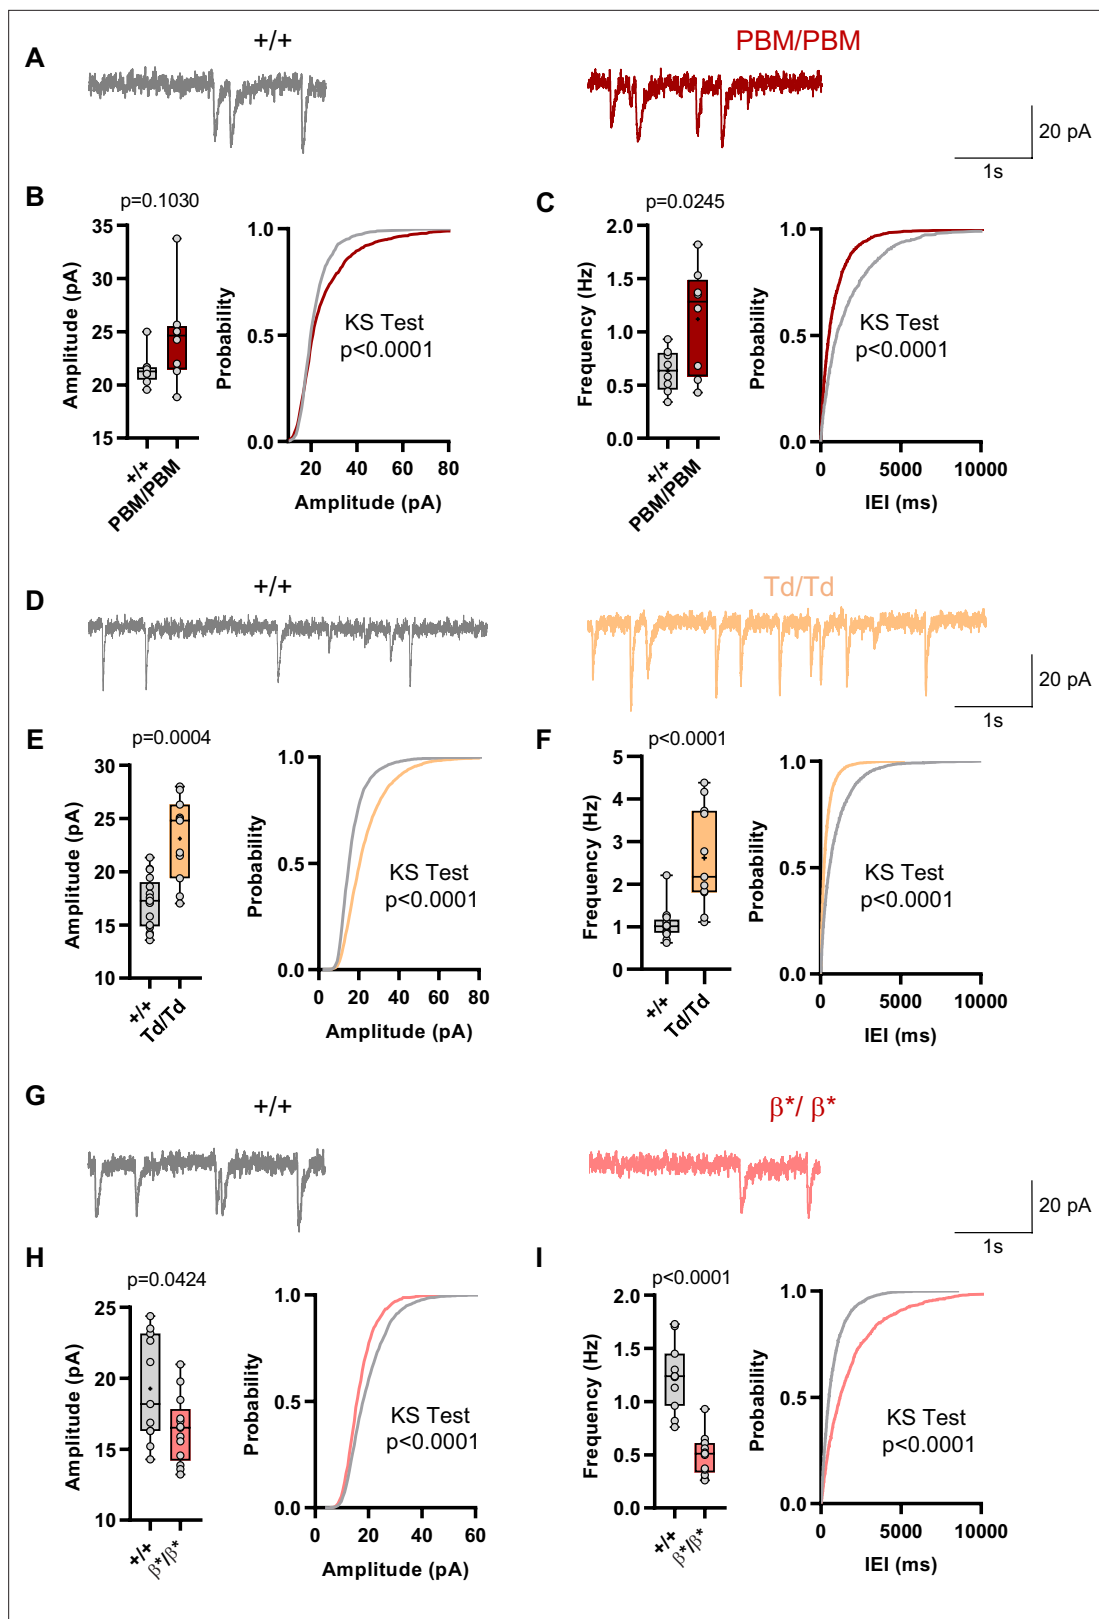 A
+/+
PBM/PBM
20 pA
1s
B
p=0.1030
Amplitude (pA)
35
30
25
20
15
+/+
PBM/PBM
Probability
1.0
0.5
0.0
KS Test
p<0.0001
20 40 60 80
Amplitude (pA)
C
p=0.0245
Frequency (Hz)
2.0
1.5
1.0
0.5
0.0
+/+
PBM/PBM
Probability
1.0
0.5
0.0
KS Test
p<0.0001
0 5000 10000
IEI (ms)
D
+/+
Td/Td
20 pA
1s
E
p=0.0004
Amplitude (pA)
30
25
20
15
10
+/+
Td/Td
Probability
1.0
0.5
0.0
KS Test
p<0.0001
0 20 40 60 80
Amplitude (pA)
F
p<0.0001
Frequency (Hz)
5
4
3
2
1
0
+/+
Td/Td
Probability
1.0
0.5
0.0
KS Test
p<0.0001
0 5000 10000
IEI (ms)
G
+/+
β*/ β*
20 pA
1s
H
p=0.0424
Amplitude (pA)
25
20
15
10
+/+
β*/β*
Probability
1.0
0.5
0.0
KS Test
p<0.0001
0 20 40 60
Amplitude (pA)
I
p<0.0001
Frequency (Hz)
2.0
1.5
1.0
0.5
0.0
+/+
β*/β*
Probability
1.0
0.5
0.0
KS Test
p<0.0001
0 5000 10000
IEI (ms)